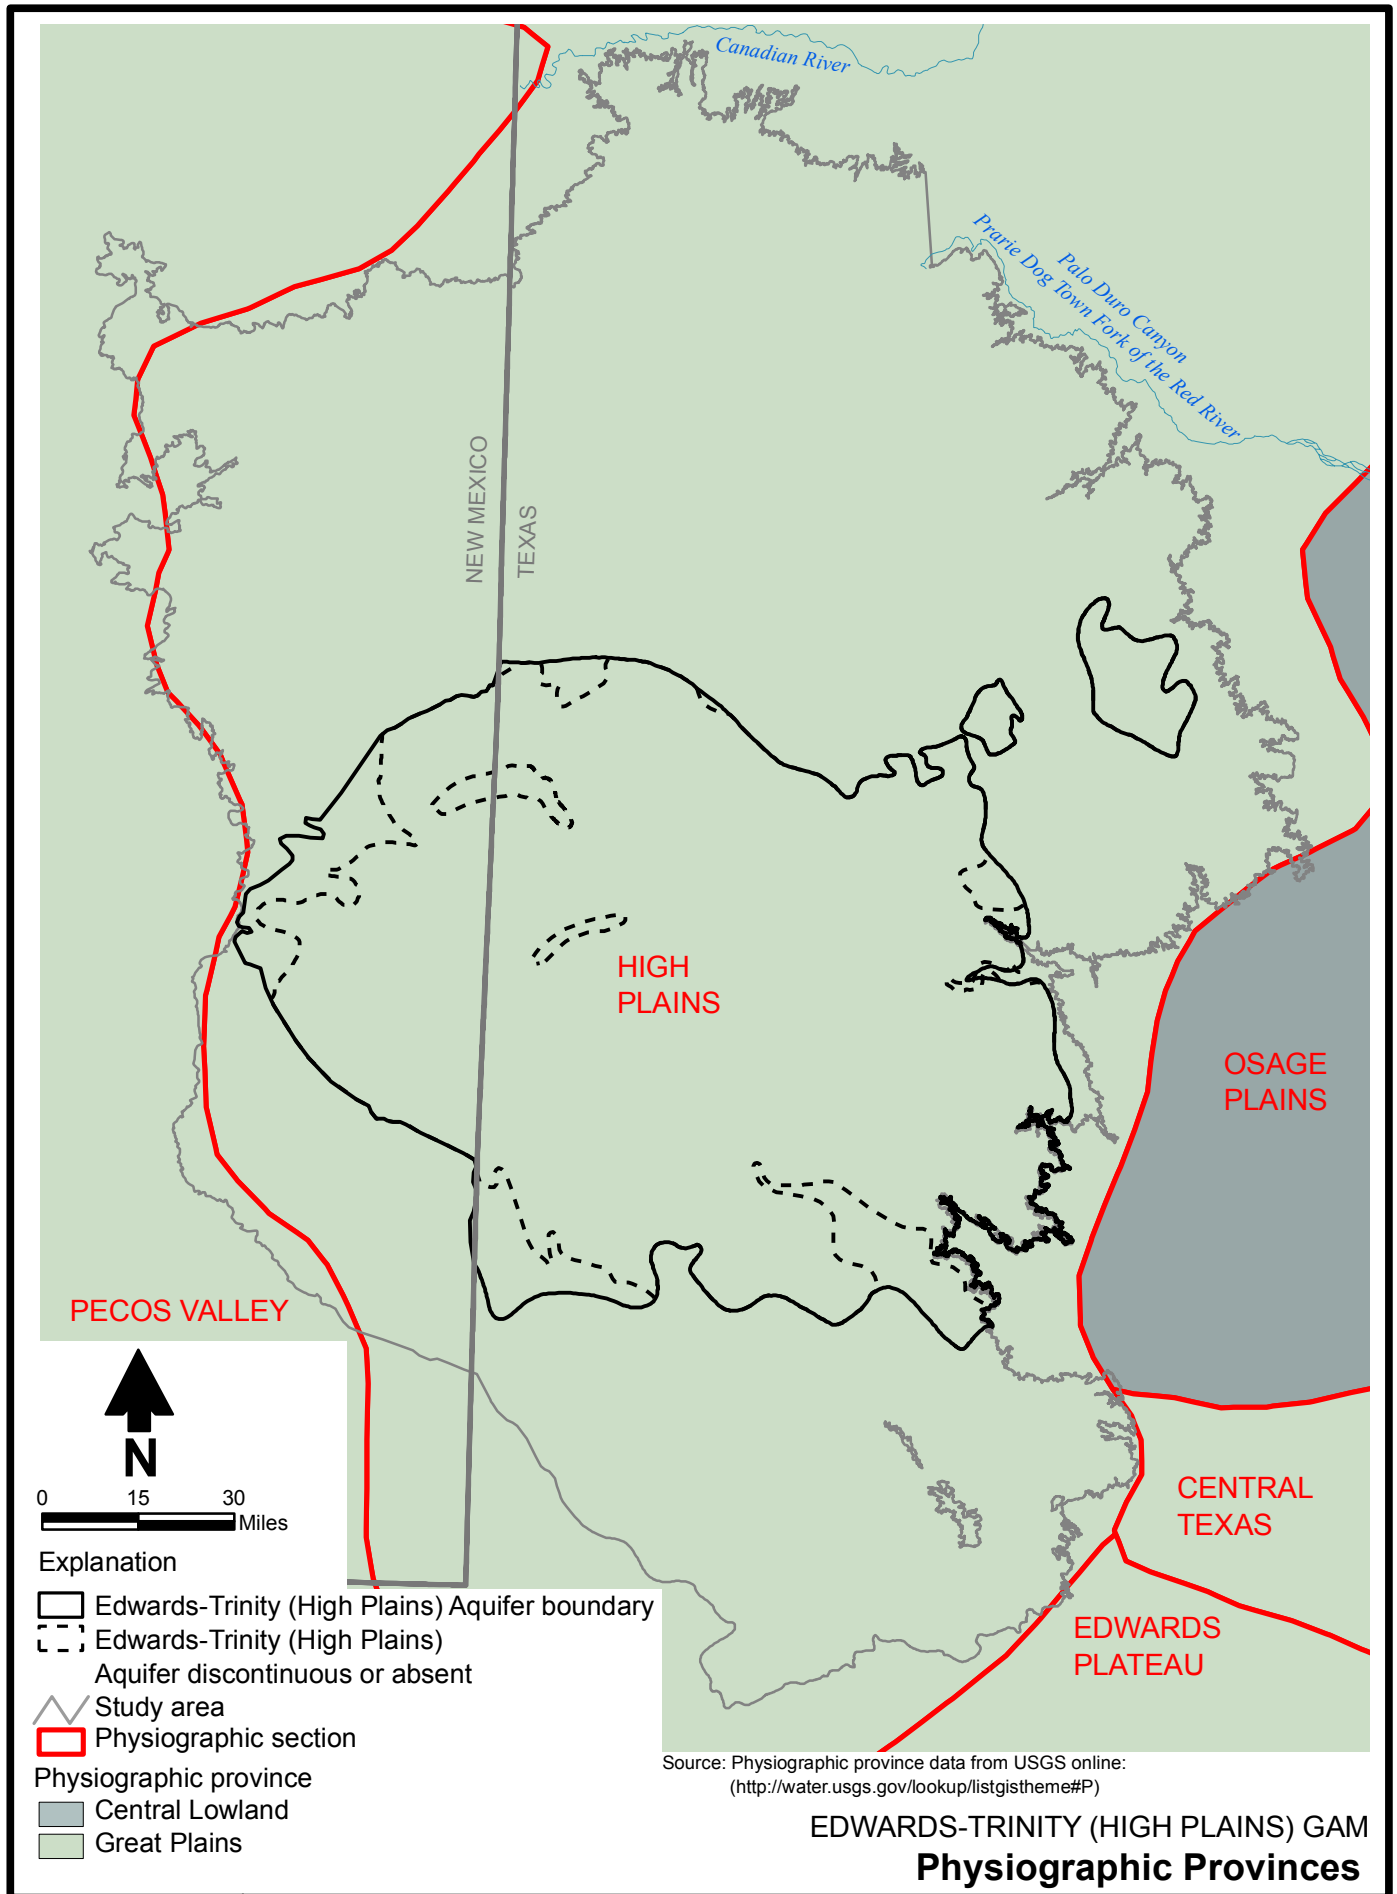 Canadian River
Palo Duro Canyon
Prarie Dog Town Fork of the Red River
NEW MEXICO
TEXAS
HIGH
PLAINS
OSAGE
PLAINS
PECOS VALLEY
CENTRAL
TEXAS
EDWARDS
PLATEAU
N
0 15 30
Miles
Explanation
Edwards-Trinity (High Plains) Aquifer boundary
Edwards-Trinity (High Plains)
Aquifer discontinuous or absent
Study area
Physiographic section
Physiographic province
Central Lowland
Great Plains
Source: Physiographic province data from USGS online:
(http://water.usgs.gov/lookup/listgistheme#P)
EDWARDS-TRINITY (HIGH PLAINS) GAM
Physiographic Provinces